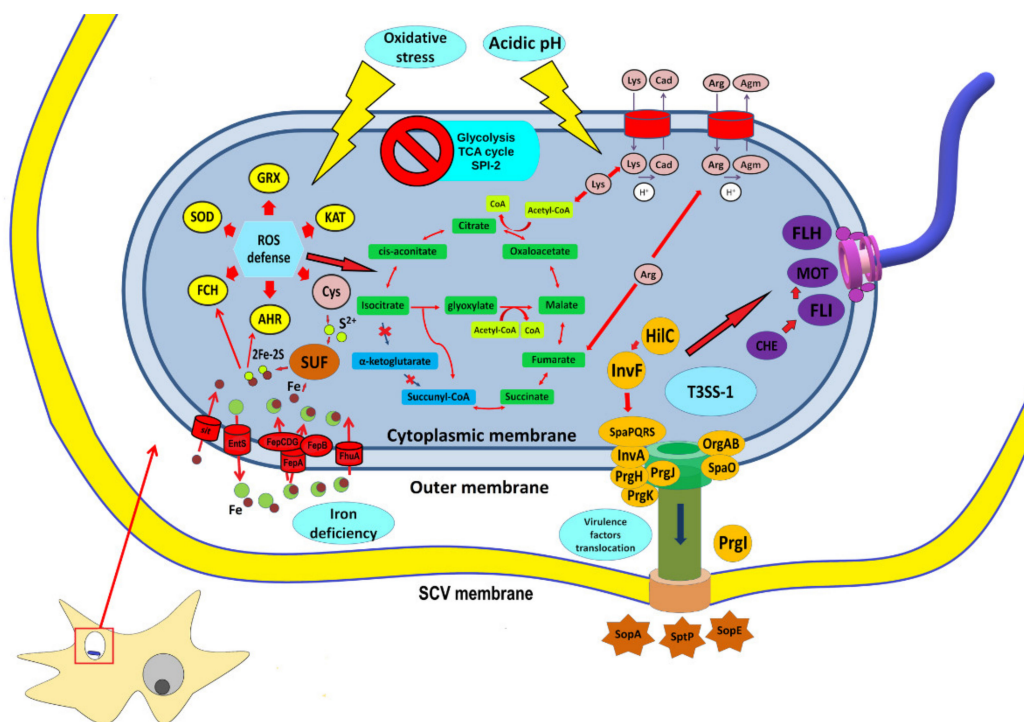 Oxidative
stress
Acidic pH
Lys
Cad
Arg
Agm
Glycolysis
TCA cycle
SPI-2
Lys
Cad
H⁺
Arg
Agm
H⁺
Lys
GRX
SOD
KAT
ROS
defense
FCH
Cys
AHR
S²⁺
2Fe-2S
SUF
Fe
CoA
Acetyl-CoA
Citrate
cis-aconitate
Oxaloacetate
Isocitrate
glyoxylate
Malate
Acetyl-CoA
CoA
α-ketoglutarate
Fumarate
Succinyl-CoA
Succinate
Arg
FLH
MOT
FLI
CHE
HilC
InvF
T3SS-1
sit
EntS
FepCDG
FepB
FepA
FhuA
Fe
Cytoplasmic membrane
Outer membrane
Iron
deficiency
SpaPQRS
InvA
PrgH
PrgJ
PrgK
OrgAB
SpaO
Virulence
factors
translocation
PrgI
SCV membrane
SopA
SptP
SopE